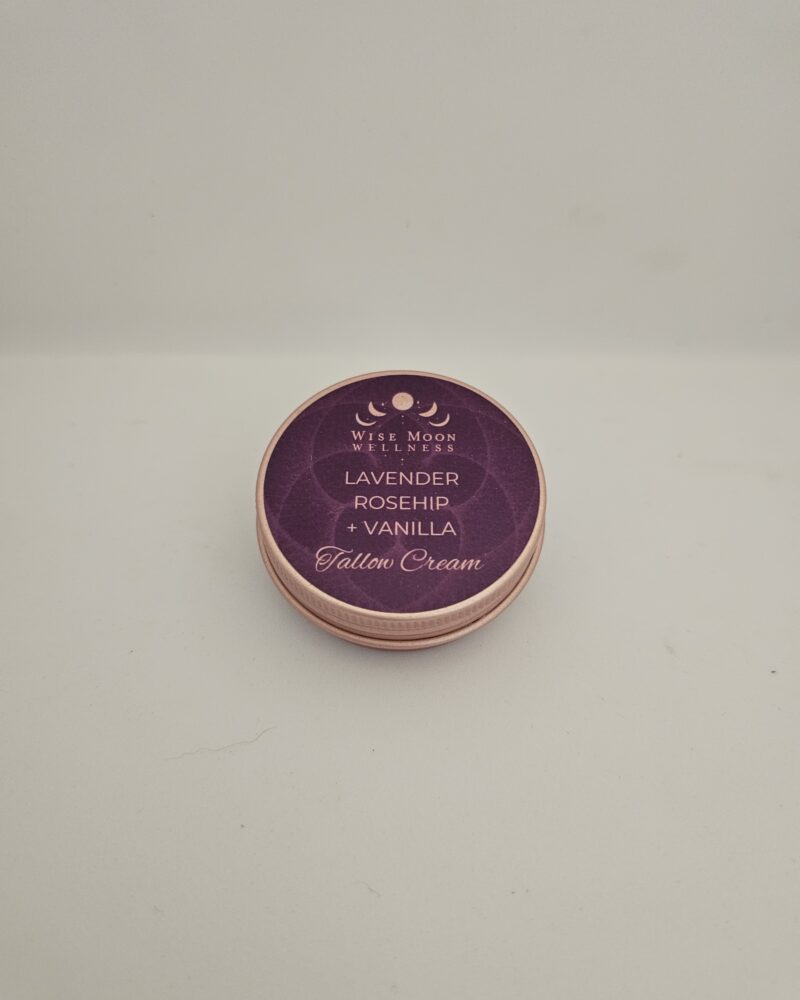 WISE MOON
WELLNESS
LAVENDER
ROSEHIP
+ VANILLA
Tallow Cream